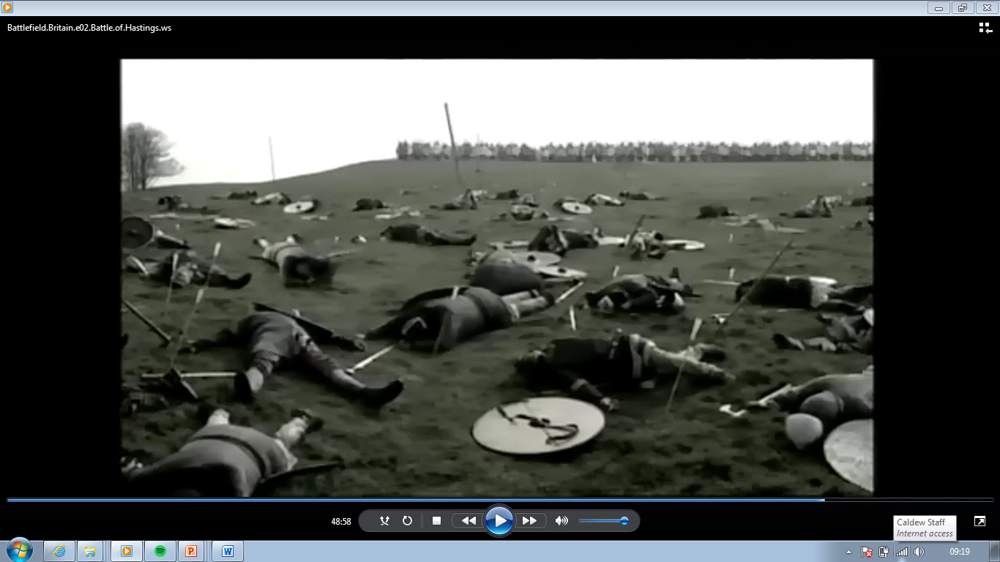 Battlefield.Britain.e02.Battle.of.Hastings.ws
48:58
Caldew Staff
Internet access
P
W
09:19